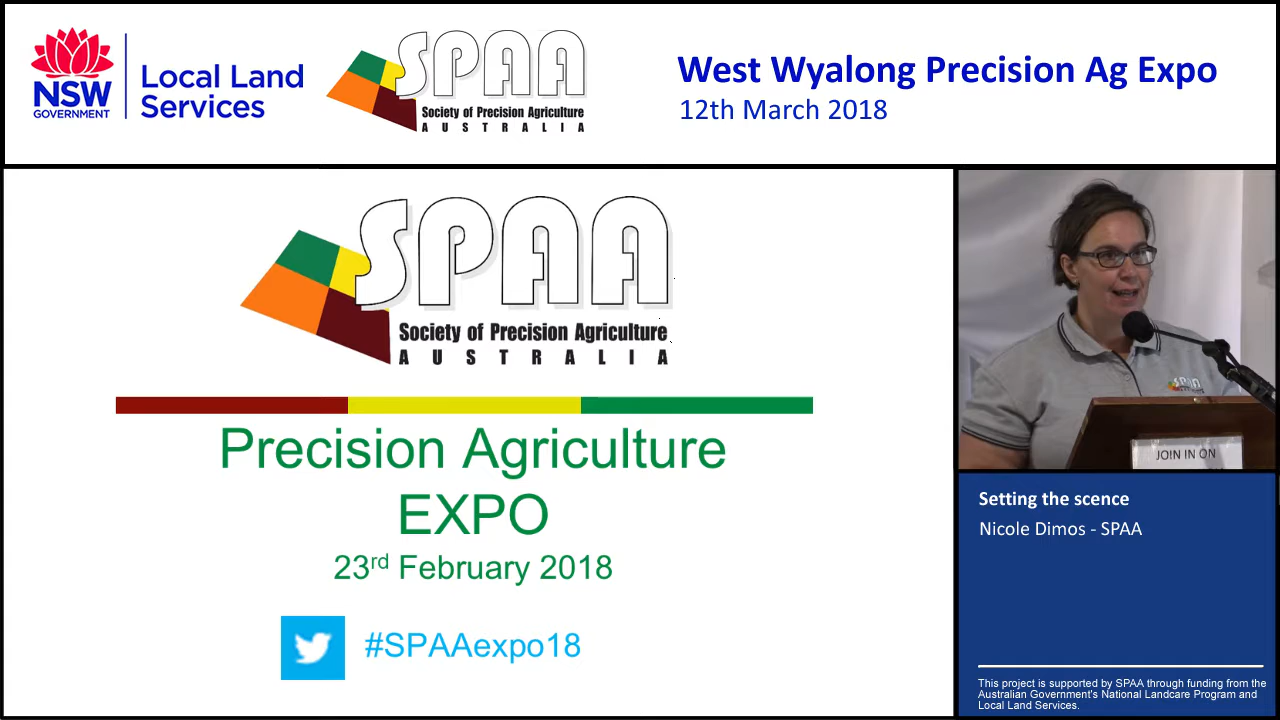 NSW
GOVERNMENT
Local Land
Services
SPAA
Society of Precision Agriculture
AUSTRALIA
West Wyalong Precision Ag Expo
12th March 2018
SPAA
Society of Precision Agriculture
AUSTRALIA
Precision Agriculture
EXPO
23rd February 2018
#SPAAexpo18
SPAA
JOIN IN ON
Setting the scence
Nicole Dimos - SPAA
This project is supported by SPAA through funding from the
Australian Government's National Landcare Program and
Local Land Services.